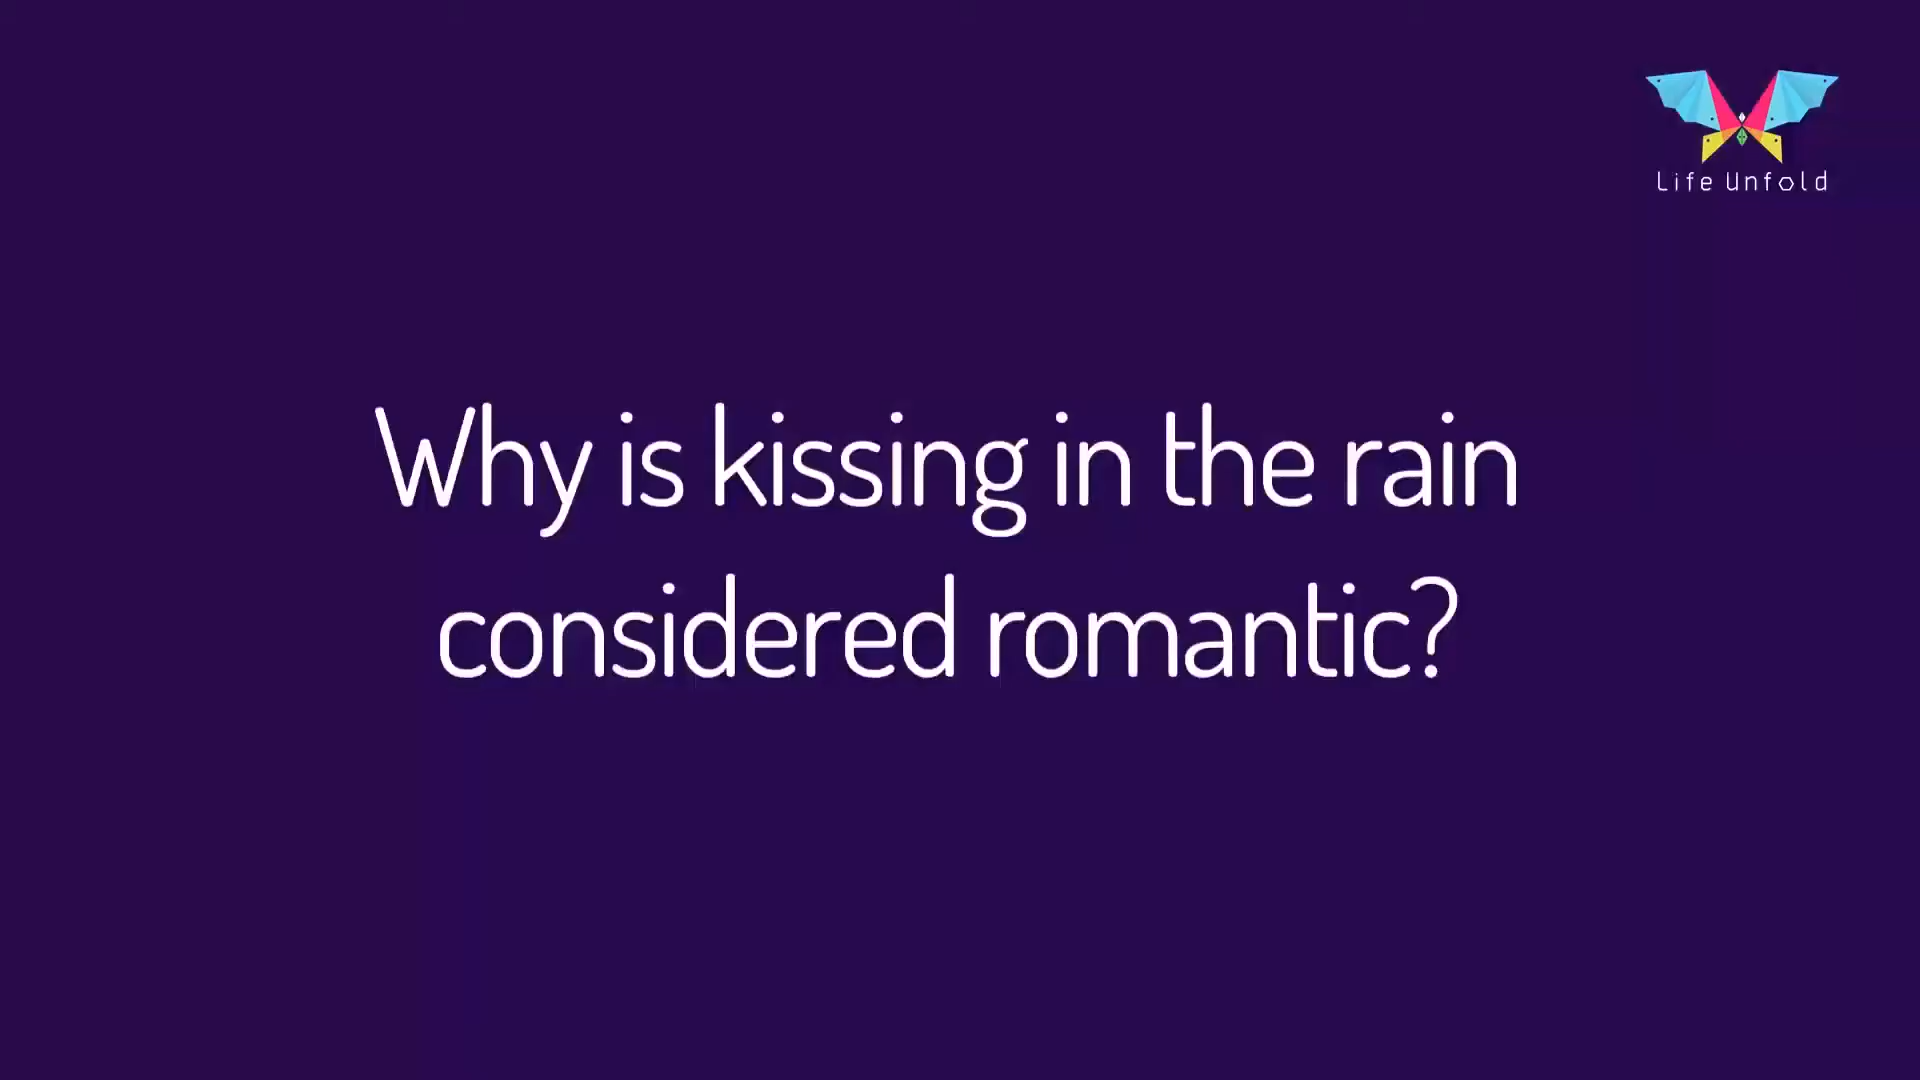 Life Unfold
Why is kissing in the rain
considered romantic?